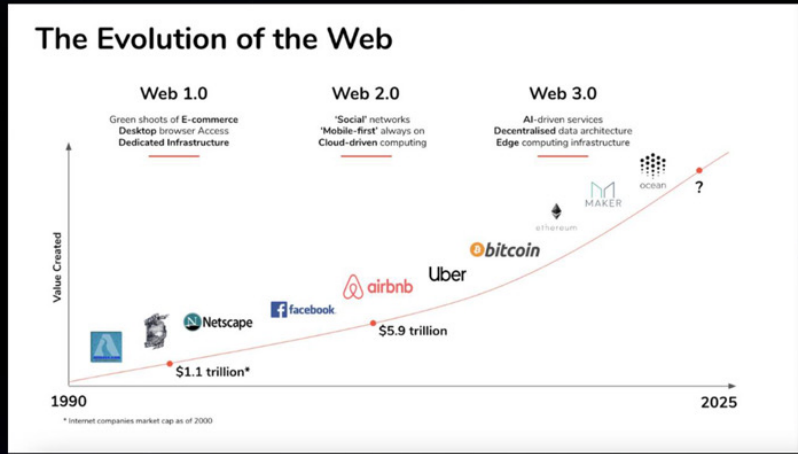 The Evolution of the Web
Web 1.0
Green shoots of E-commerce
Desktop browser Access
Dedicated Infrastructure
Web 2.0
'Social' networks
'Mobile-first' always on
Cloud-driven computing
Web 3.0
AI-driven services
Decentralised data architecture
Edge computing infrastructure
Value Created
ocean
?
MAKER
ethereum
bitcoin
Uber
airbnb
facebook.
N Netscape
$5.9 trillion
$1.1 trillion*
1990
2025
* Internet companies market cap as of 2000